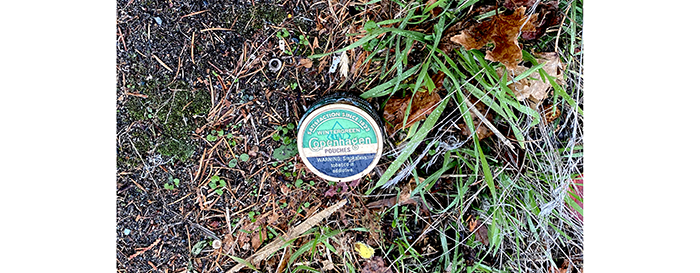 SATISFACTION SINCE 1822
WINTERGREEN
Copenhagen
POUCHES
WARNING: Smokeless
tobacco is
addictive.